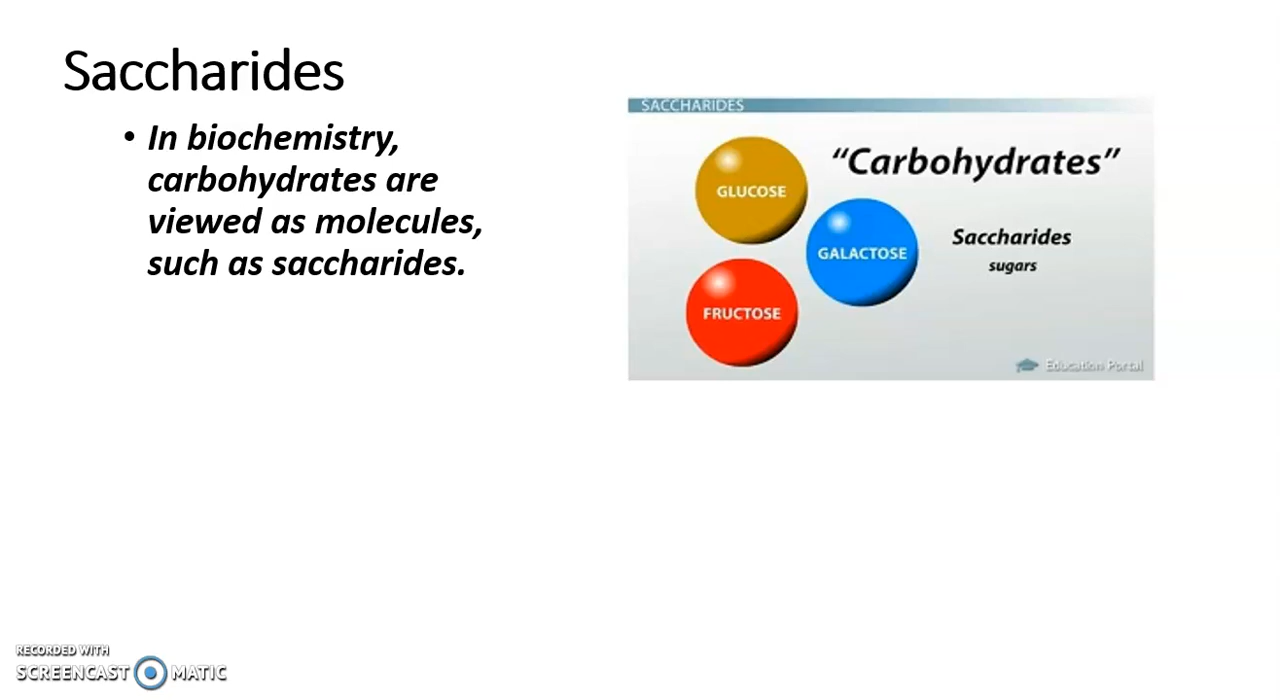 Saccharides
• In biochemistry,
carbohydrates are
viewed as molecules,
such as saccharides.
SACCHARIDES
“Carbohydrates”
GLUCOSE
Saccharides
GALACTOSE
sugars
FRUCTOSE
Education Portal
RECORDED WITH
SCREENCAST MATIC